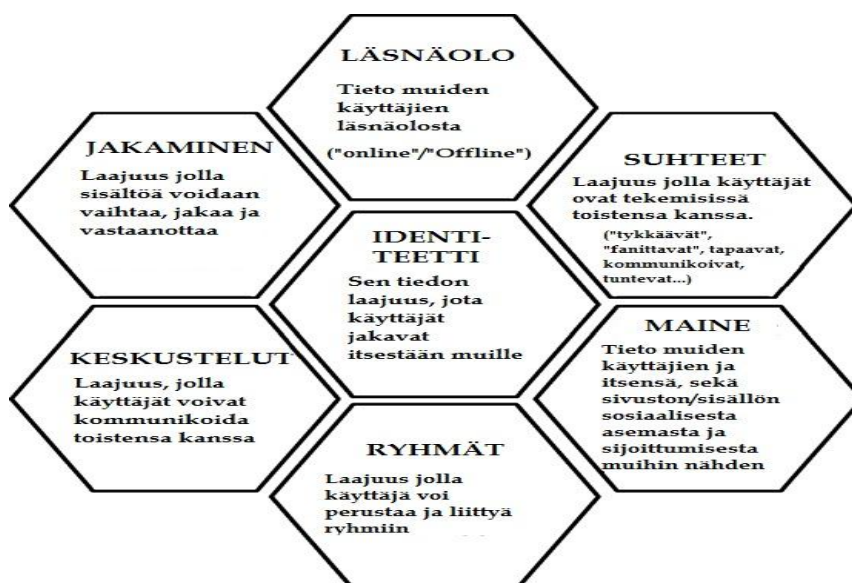 LÄSNÄOLO
Tieto muiden
käyttäjien
läsnäolosta
("online"/"Offline")
JAKAMINEN
Laajuus jolla
sisältöä voidaan
vaihtaa, jakaa ja
vastaanottaa
SUHTEET
Laajuus jolla käyttäjät
ovat tekemisissä
toistensa kanssa.
("tykkäävät",
"fanittavat", tapaavat,
kommunikoivat,
tuntevat...)
IDENTI-
TEETTI
Sen tiedon
laajuus, jota
käyttäjät
jakavat
itsestään muille
KESKUSTELUT
Laajuus, jolla
käyttäjät voivat
kommunikoida
toistensa kanssa
MAINE
Tieto muiden
käyttäjien ja
itsensä, sekä
sivuston/sisällön
sosiaalisesta
asemasta ja
sijoittumisesta
muihin nähden
RYHMÄT
Laajuus jolla
käyttäjä voi
perustaa ja liittyä
ryhmiin